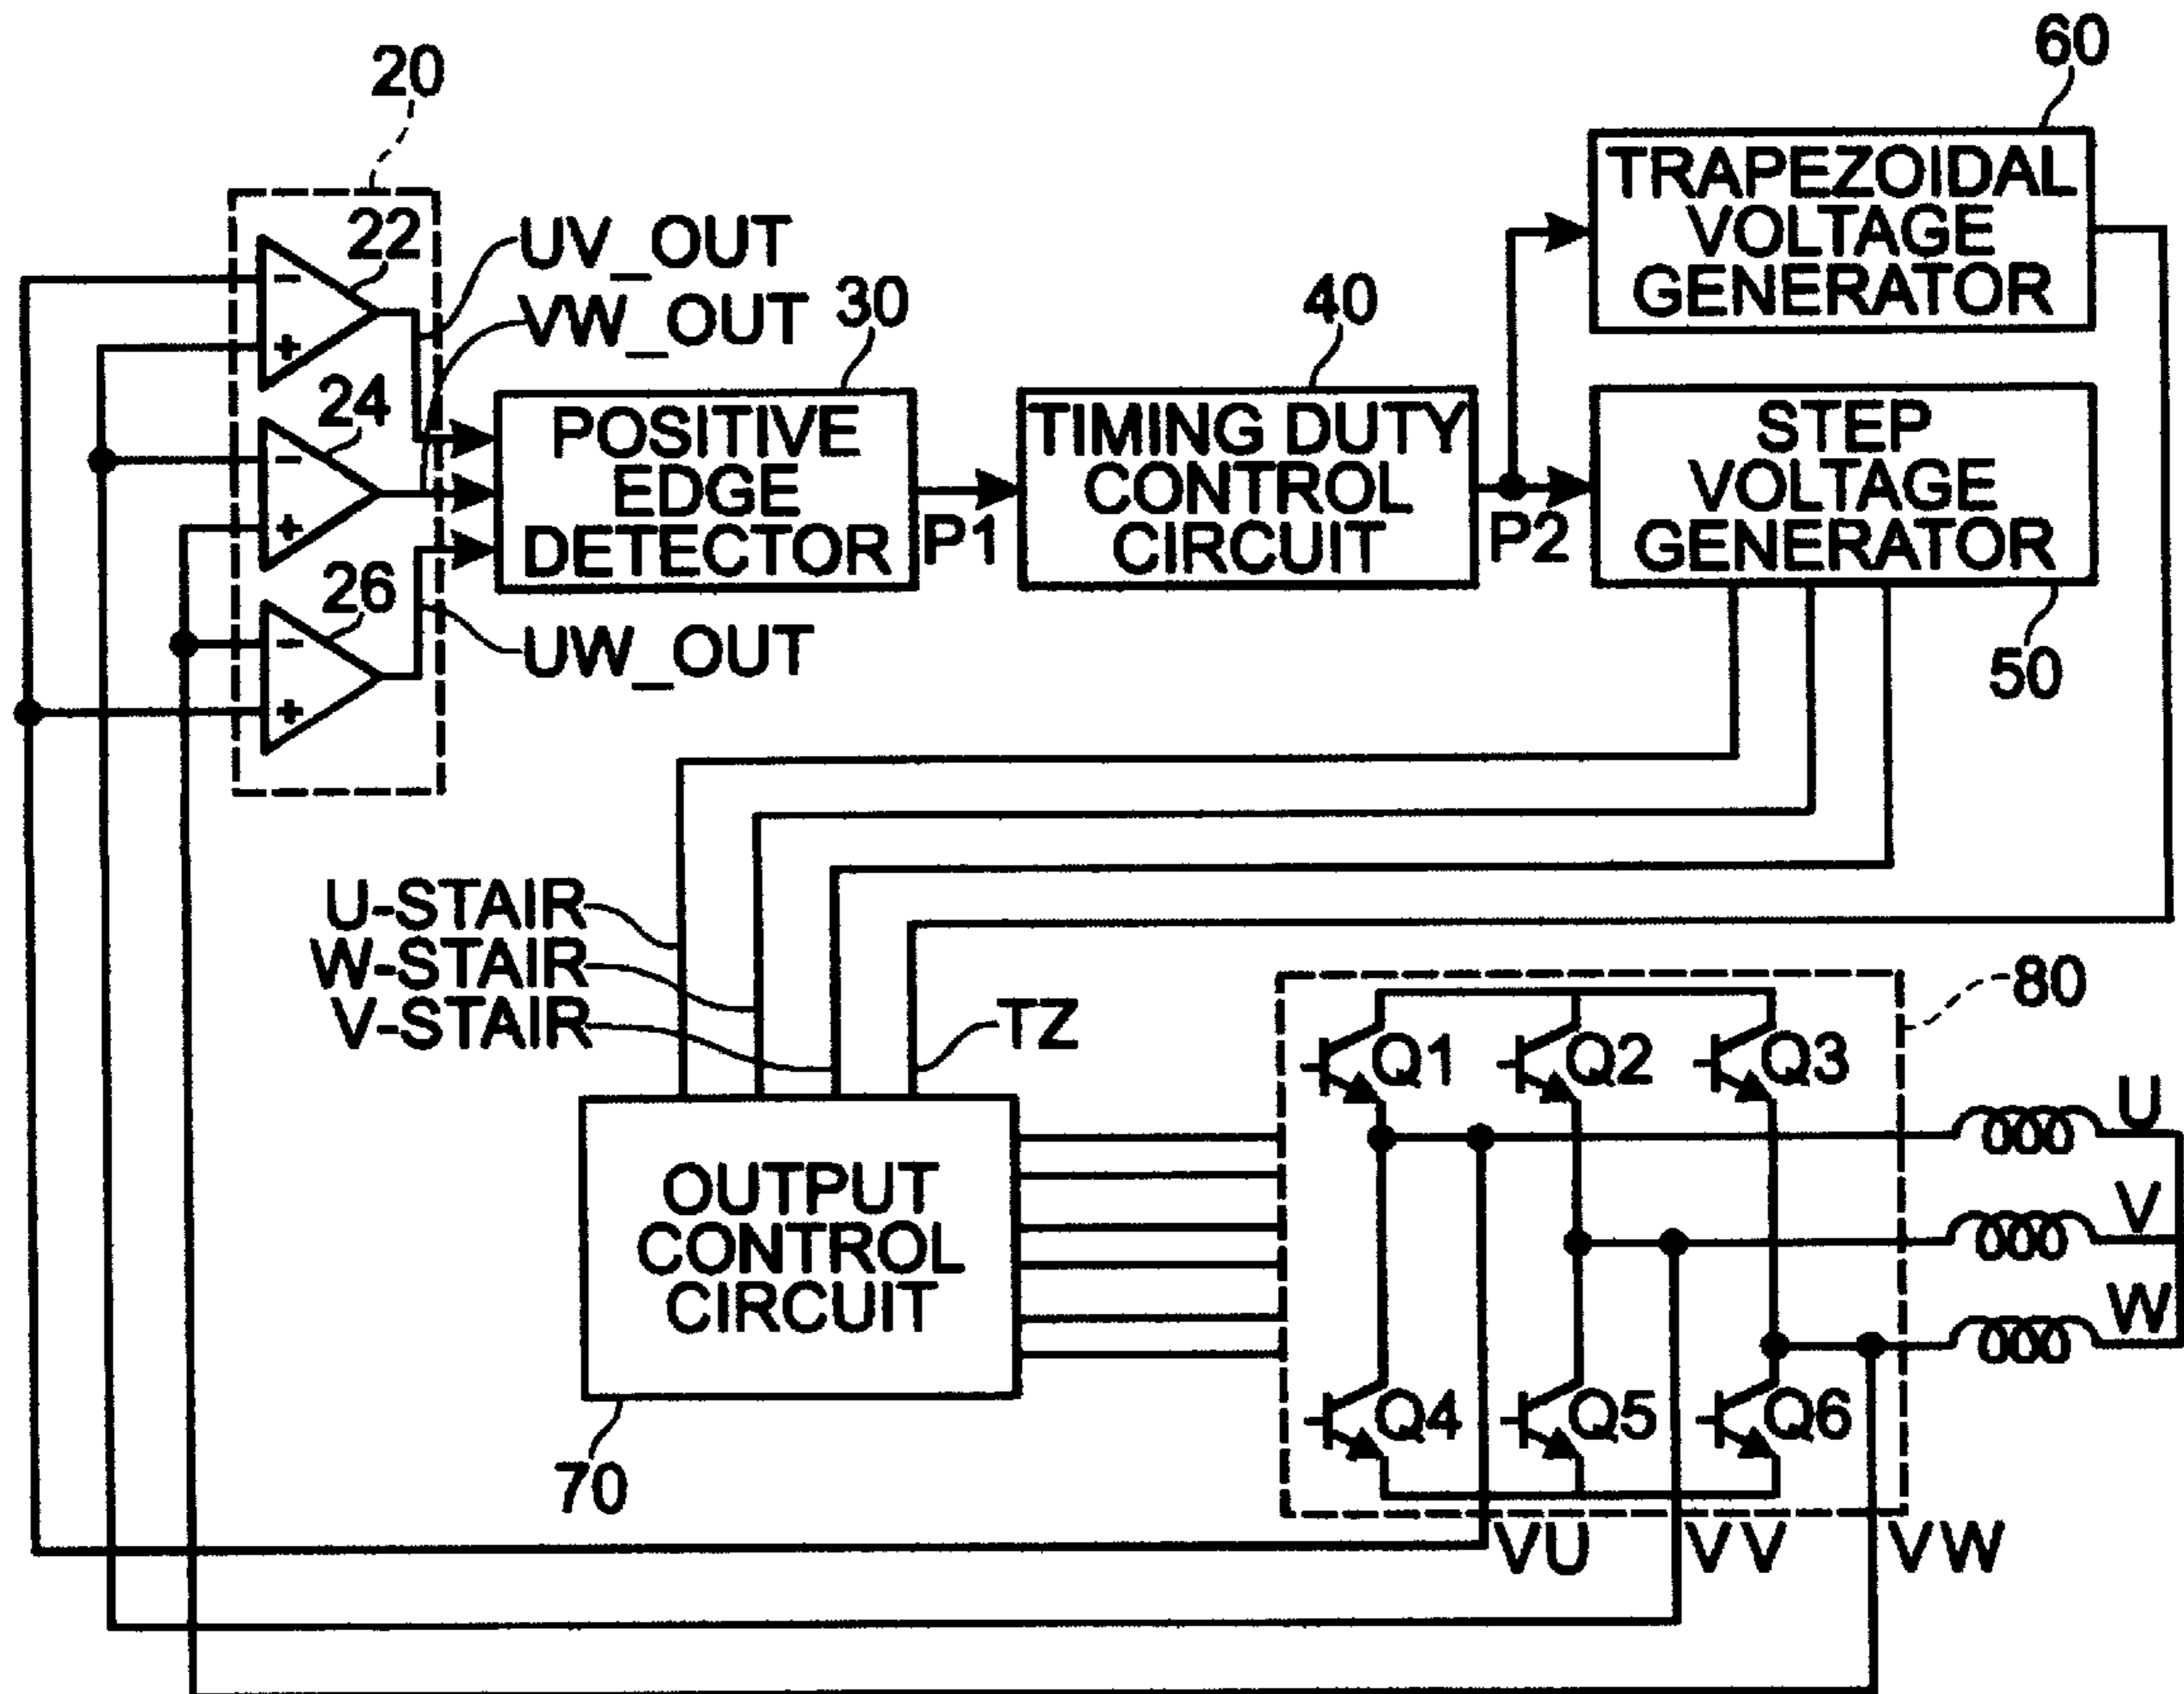 60
20
TRAPEZOIDAL
VOLTAGE
GENERATOR
22
UV_OUT
VW_OUT
30
40
-
+
24
POSITIVE
EDGE
DETECTOR
TIMING DUTY
CONTROL
CIRCUIT
STEP
VOLTAGE
GENERATOR
-
+
P1
P2
26
UW_OUT
50
-
+
U-STAIR
W-STAIR
V-STAIR
TZ
80
Q1
Q2
Q3
U
OUTPUT
CONTROL
CIRCUIT
V
W
Q4
Q5
Q6
70
VU
VV
VW